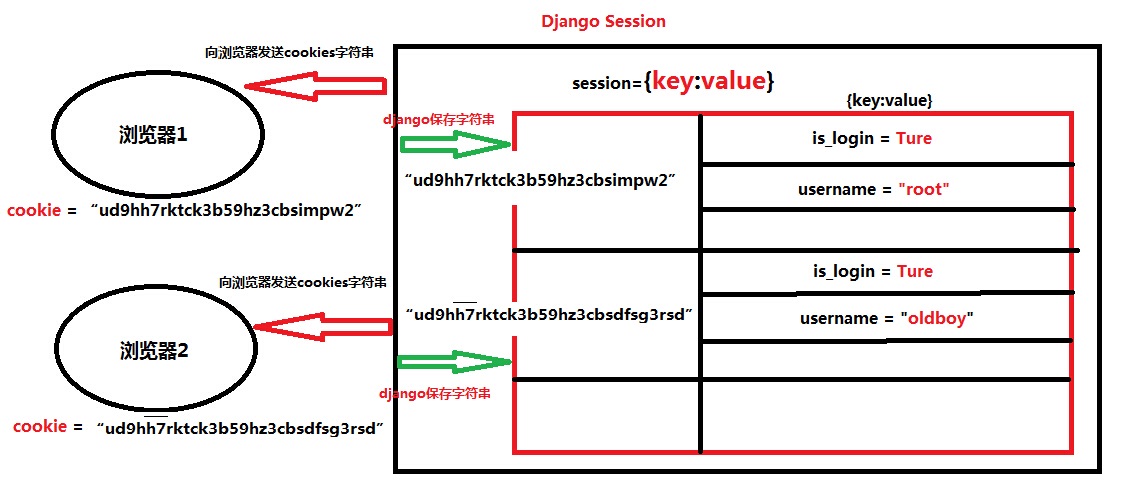 Django Session
向浏览器发送cookies字符串
session={key:value}
{key:value}
django保存字符串
浏览器1
is_login = Ture
“ud9hh7rktck3b59hz3cbsimpw2”
username = "root"
cookie = “ud9hh7rktck3b59hz3cbsimpw2”
is_login = Ture
向浏览器发送cookies字符串
“ud9hh7rktck3b59hz3cbsdfsg3rsd”
username = "oldboy"
浏览器2
django保存字符串
cookie = “ud9hh7rktck3b59hz3cbsdfsg3rsd”